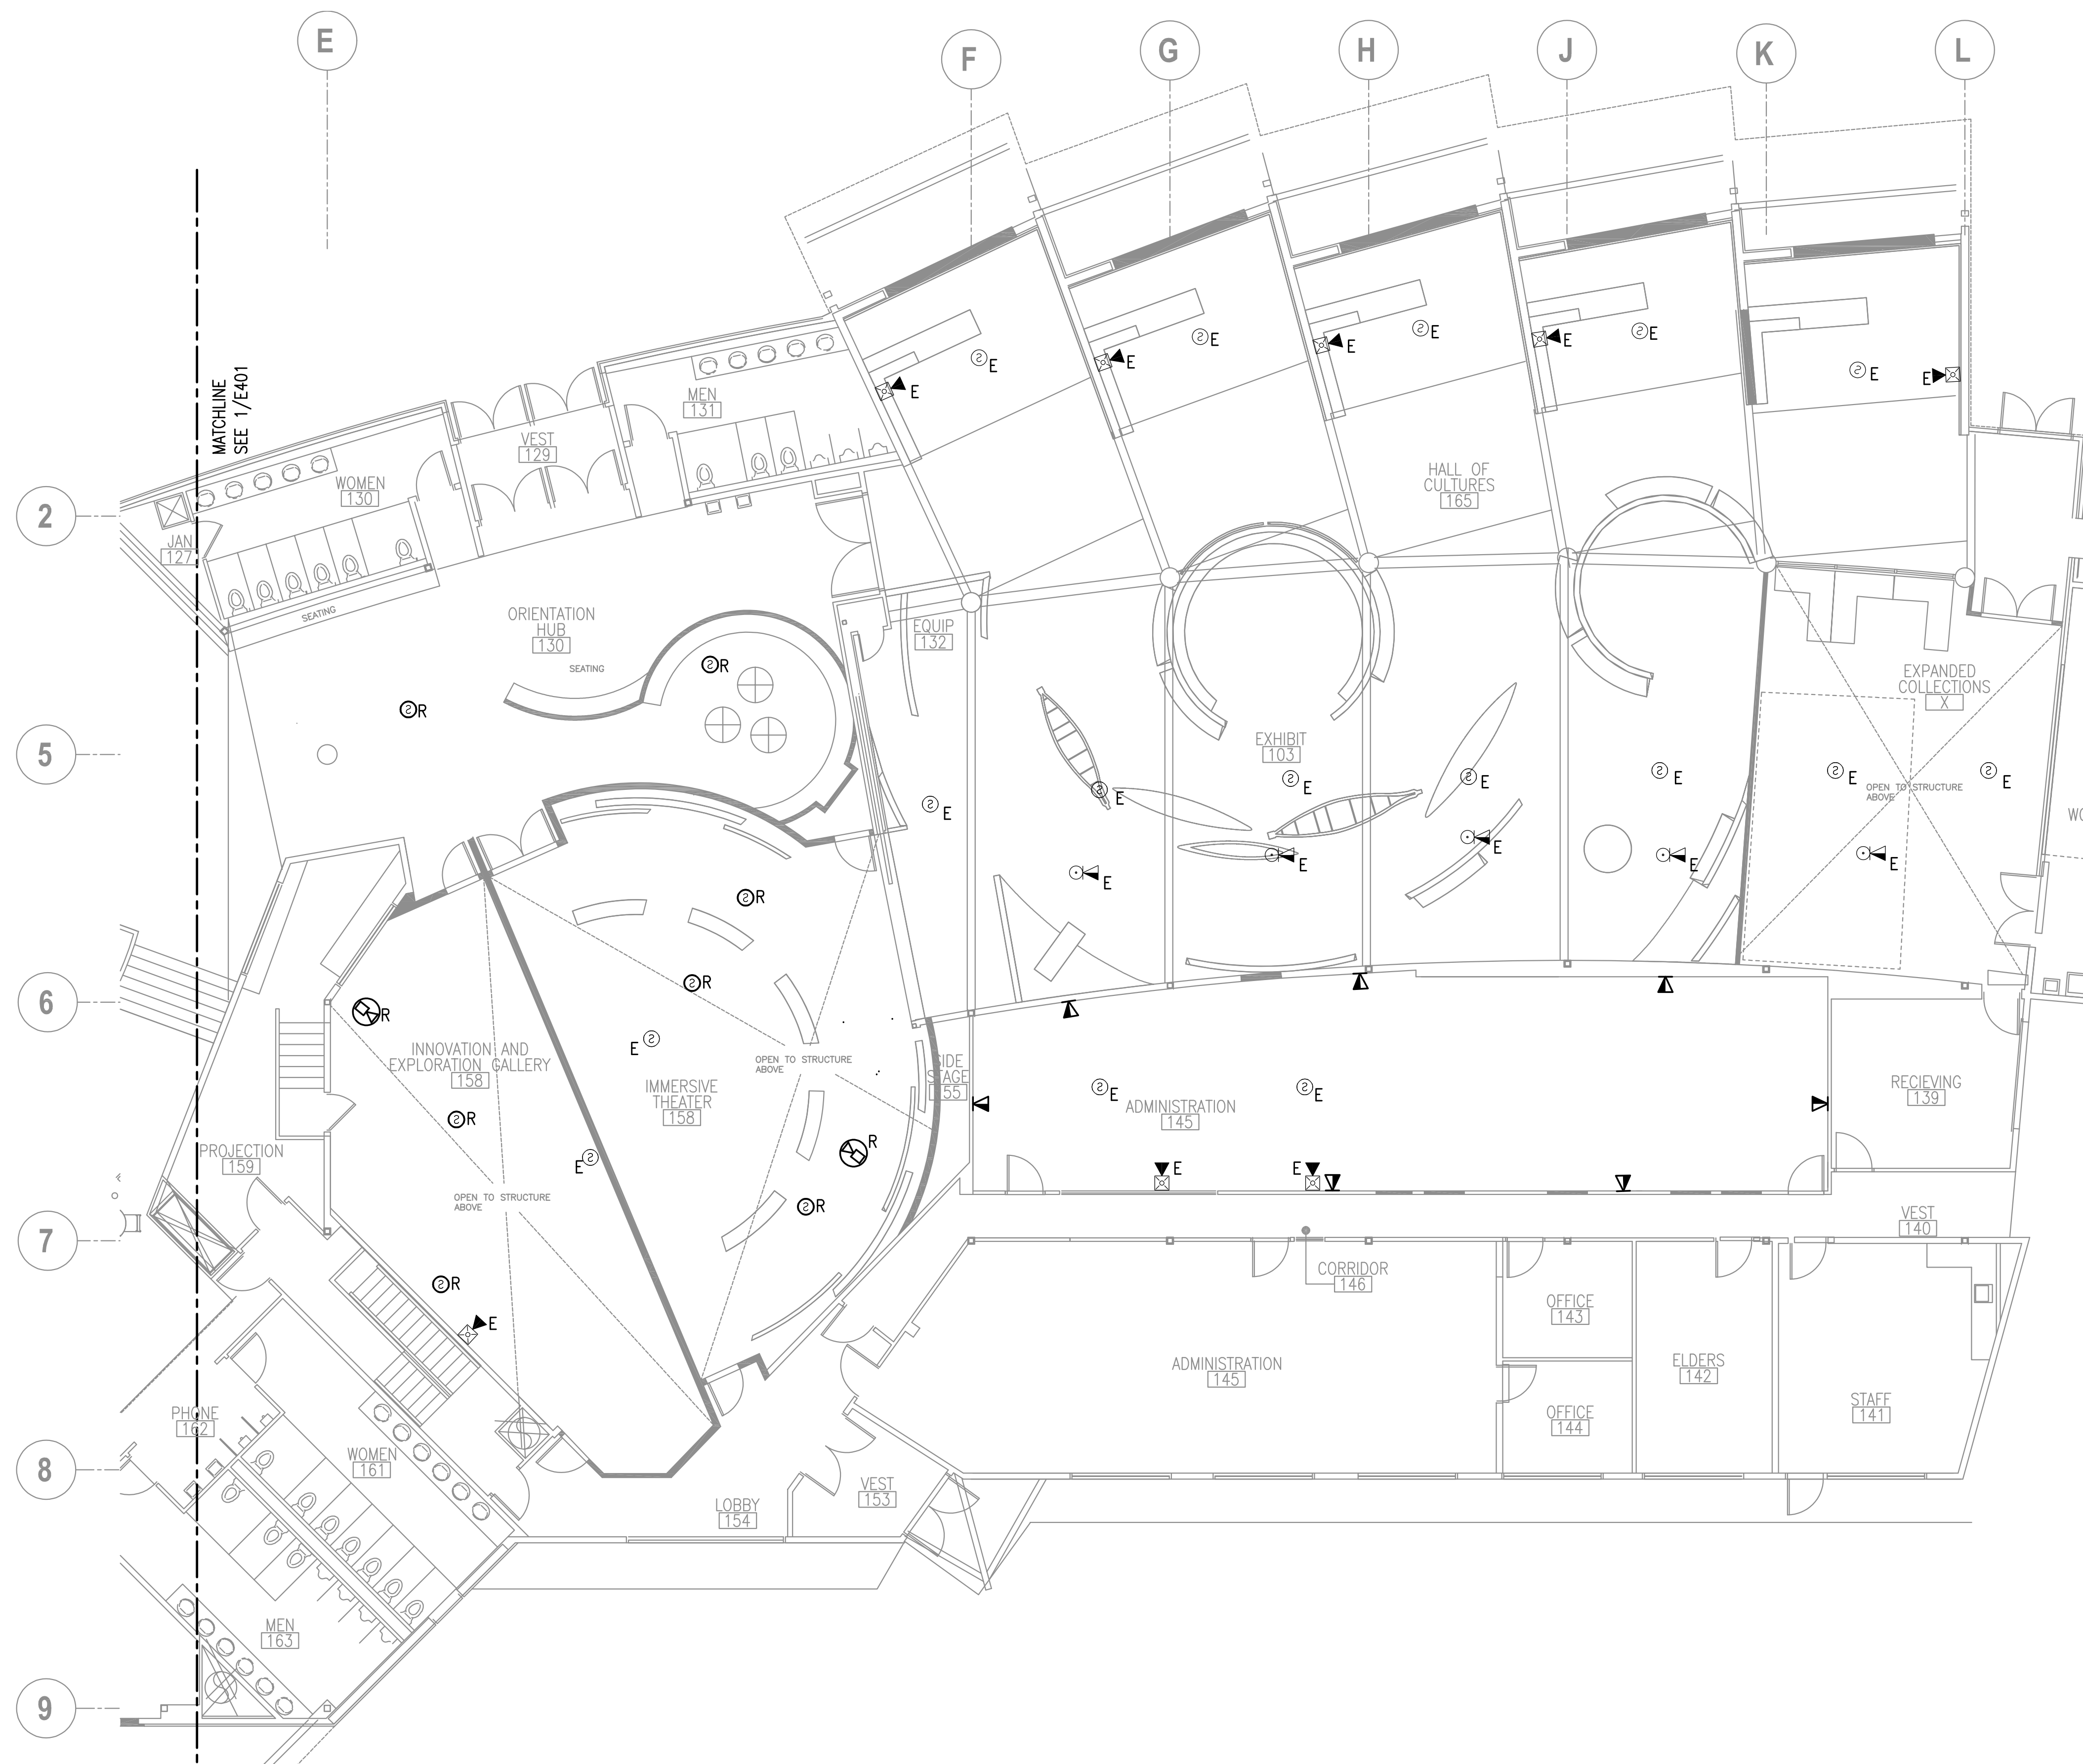 E
F
G
H
J
K
L
2
5
6
7
8
9
MATCHLINE
SEE 1/E401
JAN
127
WOMEN
130
VEST
129
MEN
131
SEATING
ORIENTATION
HUB
130
SEATING
EQUIP
132
HALL OF
CULTURES
165
EXHIBIT
103
EXPANDED
COLLECTIONS
X
OPEN TO STRUCTURE
ABOVE
WO
E
E
E
E
E
E
E
E
E
E
R
R
E
E
E
E
E
E
E
E
E
E
E
E
R
R
R
INNOVATION AND
EXPLORATION GALLERY
158
E
R
IMMERSIVE
THEATER
158
OPEN TO STRUCTURE
ABOVE
SIDE
STAGE
155
R
E
R
R
E
OPEN TO STRUCTURE
ABOVE
PROJECTION
159
E
E
ADMINISTRATION
145
E
E
RECIEVING
139
VEST
140
CORRIDOR
146
OFFICE
143
OFFICE
144
ELDERS
142
STAFF
141
ADMINISTRATION
145
PHONE
162
WOMEN
161
MEN
163
LOBBY
154
VEST
153